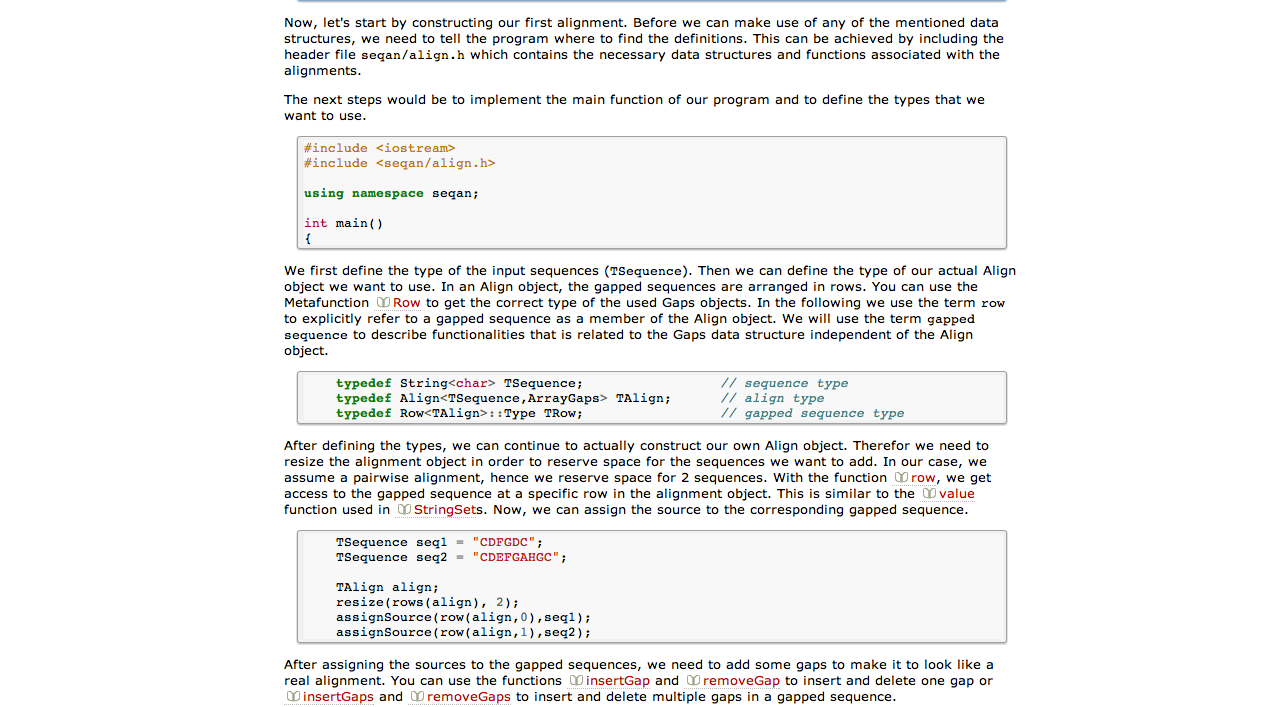 Now, let's start by constructing our first alignment. Before we can make use of any of the mentioned data
structures, we need to tell the program where to find the definitions. This can be achieved by including the
header file seqan/align.h which contains the necessary data structures and functions associated with the
alignments.
The next steps would be to implement the main function of our program and to define the types that we
want to use.
#include <iostream>
#include <seqan/align.h>
using namespace seqan;
int main()
{
We first define the type of the input sequences (TSequence). Then we can define the type of our actual Align
object we want to use. In an Align object, the gapped sequences are arranged in rows. You can use the
Metafunction Row to get the correct type of the used Gaps objects. In the following we use the term row
to explicitly refer to a gapped sequence as a member of the Align object. We will use the term gapped
sequence to describe functionalities that is related to the Gaps data structure independent of the Align
object.
typedef String<char> TSequence; // sequence type
typedef Align<TSequence,ArrayGaps> TAlign; // align type
typedef Row<TAlign>::Type TRow; // gapped sequence type
After defining the types, we can continue to actually construct our own Align object. Therefor we need to
resize the alignment object in order to reserve space for the sequences we want to add. In our case, we
assume a pairwise alignment, hence we reserve space for 2 sequences. With the function row, we get
access to the gapped sequence at a specific row in the alignment object. This is similar to the value
function used in StringSets. Now, we can assign the source to the corresponding gapped sequence.
TSequence seq1 = "CDFGDC";
TSequence seq2 = "CDEFGAHGC";
TAlign align;
resize(rows(align), 2);
assignSource(row(align,0),seq1);
assignSource(row(align,1),seq2);
After assigning the sources to the gapped sequences, we need to add some gaps to make it to look like a
real alignment. You can use the functions insertGap and removeGap to insert and delete one gap or
insertGaps and removeGaps to insert and delete multiple gaps in a gapped sequence.